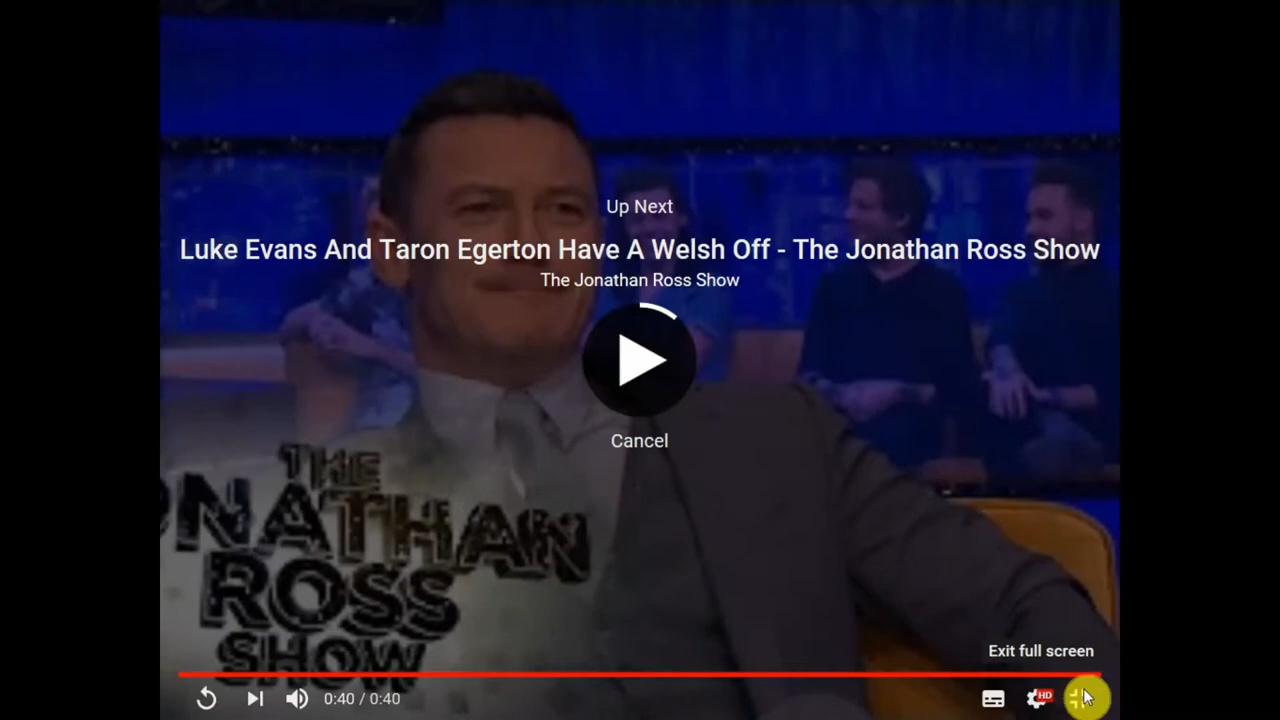 Up Next
Luke Evans And Taron Egerton Have A Welsh Off - The Jonathan Ross Show
The Jonathan Ross Show
Cancel
THE
ONATHAN
ROSS
SHOW
Exit full screen
0:40 / 0:40
HD